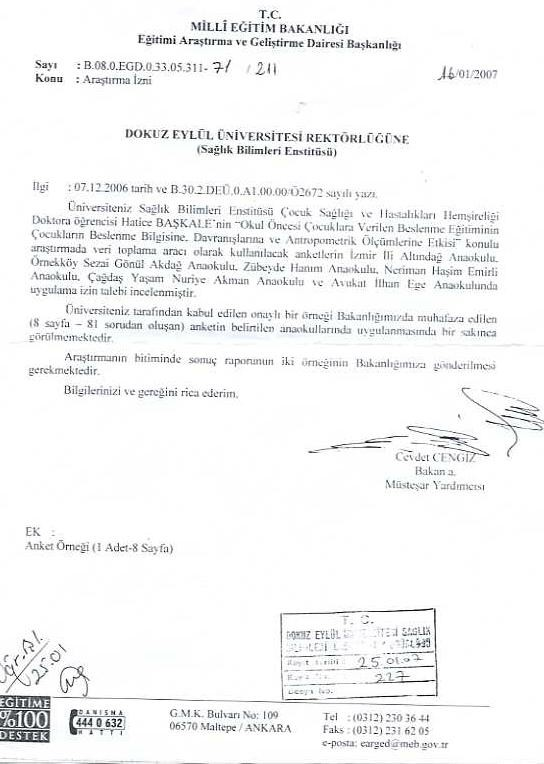 T.C.
MİLLÎ EĞİTİM BAKANLIĞI
Eğitimi Araştırma ve Geliştirme Dairesi Başkanlığı
Sayı : B.08.0.EGD.0.33.05.311-71 / 211
16/01/2007
Konu : Araştırma İzni
DOKUZ EYLÜL ÜNİVERSİTESİ REKTÖRLÜĞÜNE
(Sağlık Bilimleri Enstitüsü)
İlgi : 07.12.2006 tarih ve B.30.2.DEÜ.0.A1.00.00/Ö2672 sayılı yazı.
Üniversiteniz Sağlık Bilimleri Enstitüsü Çocuk Sağlığı ve Hastalıkları Hemşireliği
Doktora öğrencisi Hatice BAŞKALE'nin “Okul Öncesi Çocuklara Verilen Beslenme Eğitiminin
Çocukların Beslenme Bilgisine, Davranışlarına ve Antropometrik Ölçümlerine Etkisi” konulu
araştırmada veri toplama aracı olarak kullanılacak anketlerin İzmir İli Altındağ Anaokulu,
Örnekköy Sezai Gönül Akdağ Anaokulu, Zübeyde Hanım Anaokulu, Neriman Haşim Emirli
Anaokulu, Çağdaş Yaşam Nuriye Akman Anaokulu ve Avukat İlhan Ege Anaokulunda
uygulama izin talebi incelenmiştir.
Üniversiteniz tarafından kabul edilen onaylı bir örneği Bakanlığımızda muhafaza edilen
(8 sayfa – 81 sorudan oluşan) anketin belirtilen anaokullarında uygulanmasında bir sakınca
görülmemektedir.
Araştırmanın bitiminde sonuç raporunun iki örneğinin Bakanlığımıza gönderilmesi
gerekmektedir.
Bilgilerinizi ve gereğini rica ederim.
Cevdet CENGİZ
Bakan a.
Müsteşar Yardımcısı
EK :
Anket Örneği (1 Adet-8 Sayfa)
T. C.
DOKUZ EYLÜL ÜNİVERSİTESİ SAĞLIK
25.01.07
227
Dosya No.
25.01
EĞİTİME
%100
DESTEK
DANIŞMA
444 0 632
HATTI
G.M.K. Bulvarı No: 109
06570 Maltepe / ANKARA
Tel : (0312) 230 36 44
Faks : (0312) 231 62 05
e-posta: earged@meb.gov.tr